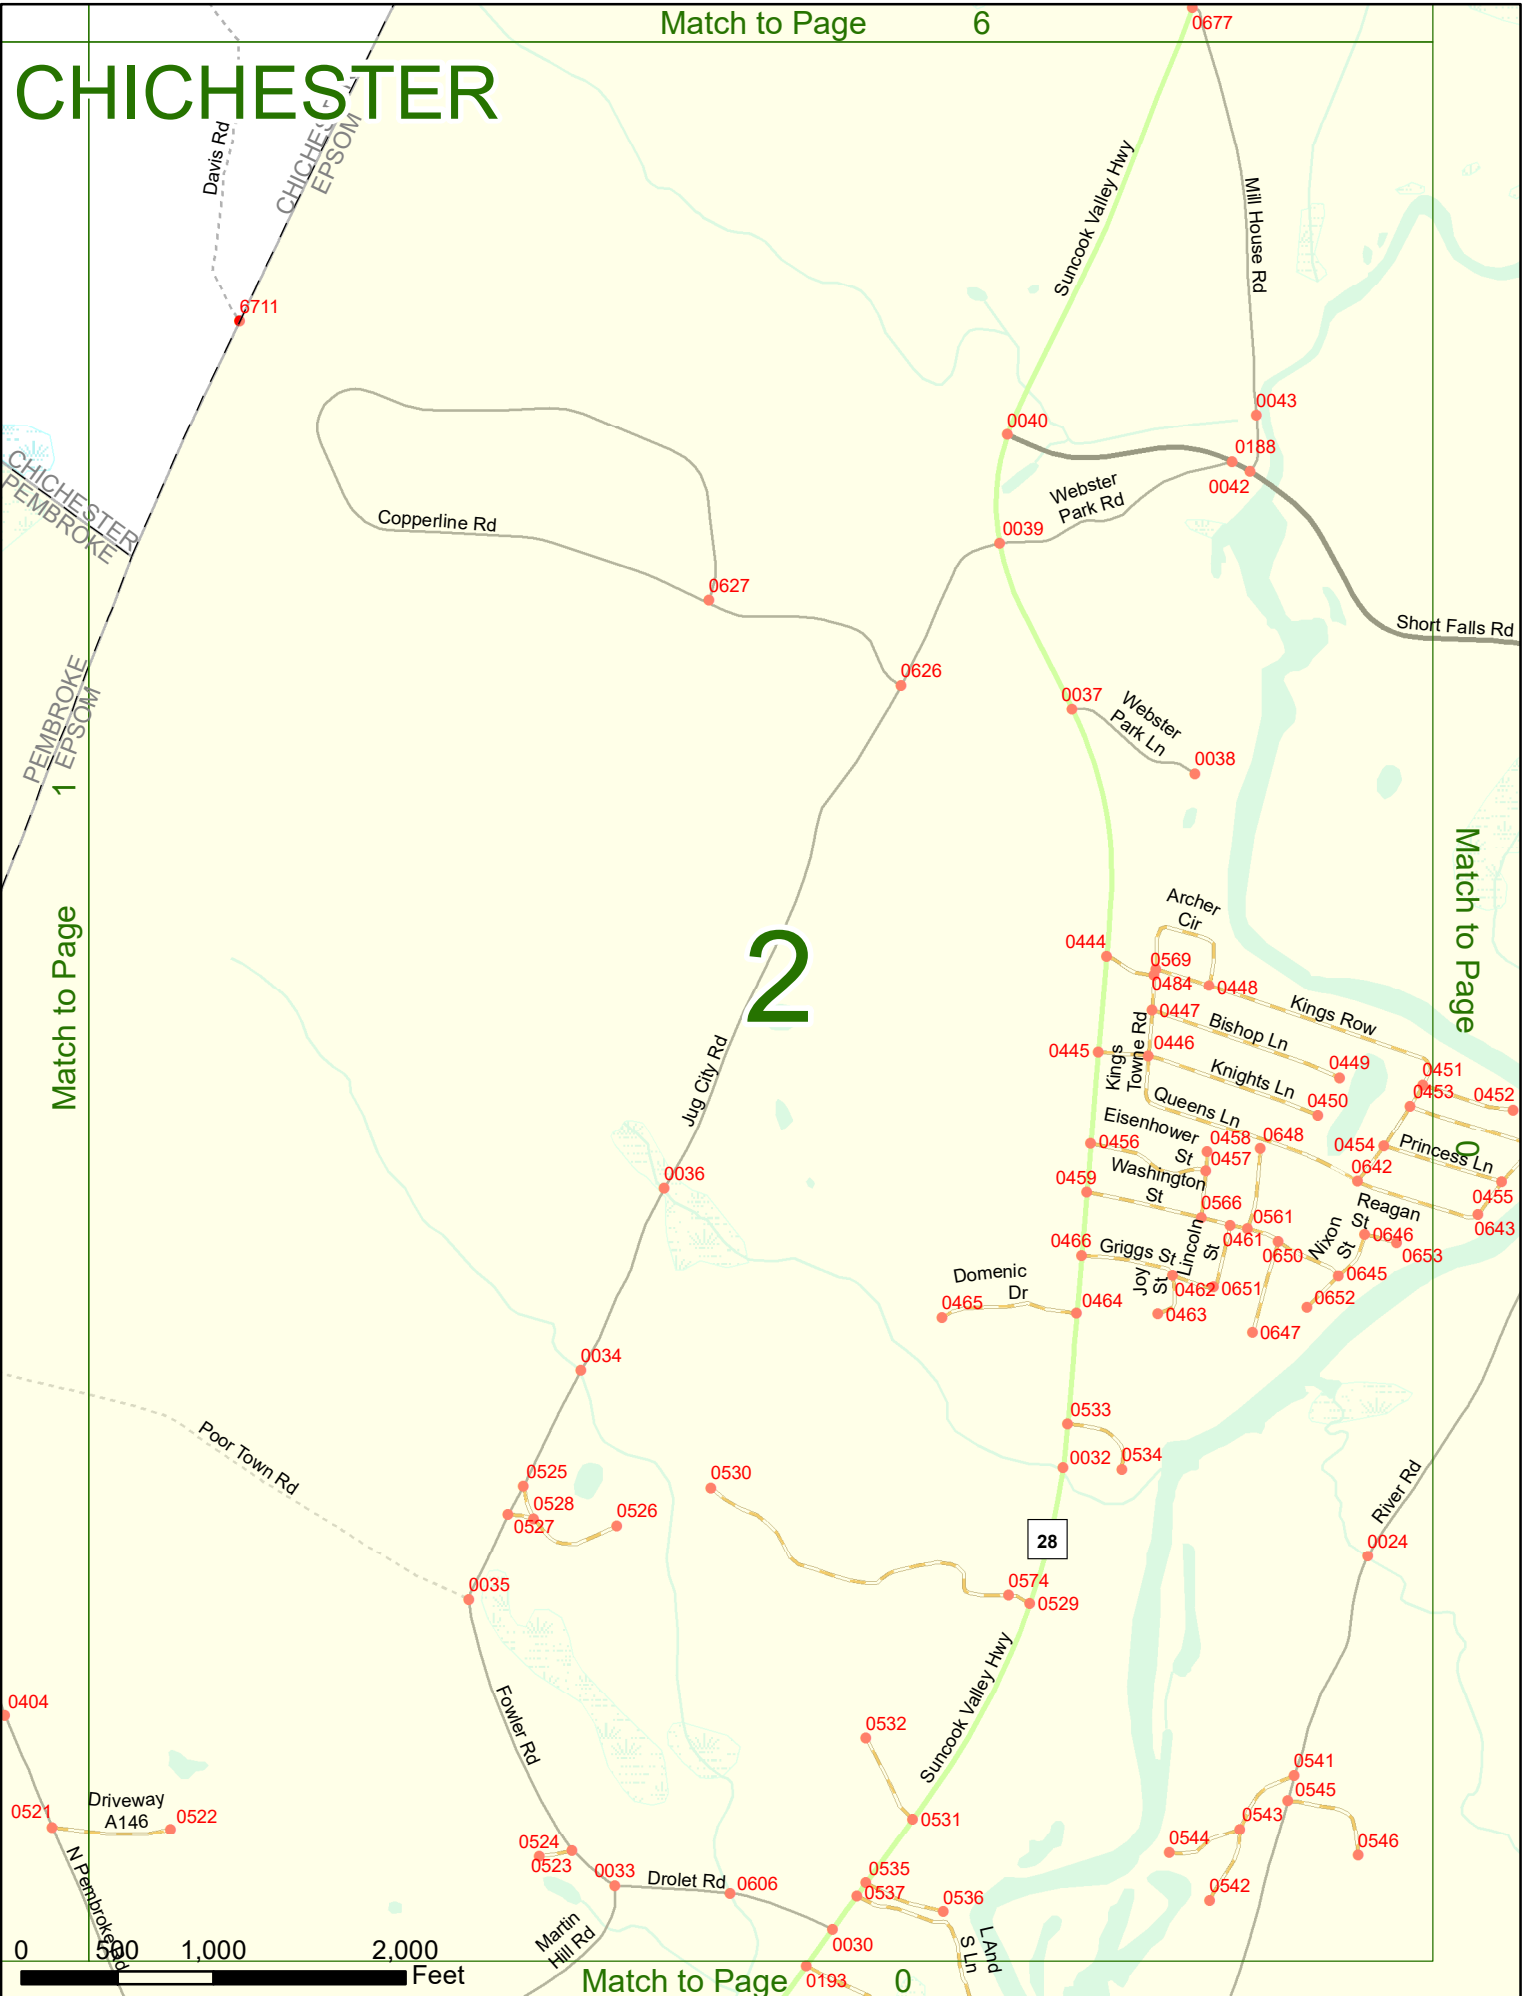 Match to Page 6
0677
CHICHESTER
Davis Rd
CHICHESTER
EPSOM
Suncook Valley Hwy
Mill House Rd
6711
0043
0040
0188
0042
CHICHESTER
PEMBROKE
Webster
Park Rd
Copperline Rd
0039
0627
Short Falls Rd
0626
0037
PEMBROKE
EPSOM
Webster
Park Ln
0038
Match to Page 1
Match to Page 0
2
Archer
Cir
0444
0569
0484
0448
Kings Row
0447
Bishop Ln
0445
Kings
Towne Rd
0446
0449
Knights Ln
0451
0453
0452
0450
Jug City Rd
Queens Ln
Eisenhower
St
0456
0458
0457
0648
0454
Princess Ln
0036
Washington
St
0459
0642
0455
0566
Reagan
St
0643
0561
0461
0646
0653
0466
Griggs St
Lincoln
St
0650
Nixon
St
Domenic
Dr
Joy
St
0645
0462
0651
0465
0464
0463
0652
0647
0034
Poor Town Rd
0533
0032
0534
0525
0530
0528
0526
0527
River Rd
28
0024
0035
0574
0529
Fowler Rd
Suncook Valley Hwy
0404
0532
0541
0545
Driveway
A146
0521
0522
0531
0543
0544
0546
0524
0523
0033
Drolet Rd
0606
0535
0537
0536
0542
N Pembroke Rd
Martin
Hill Rd
L And
S Ln
0030
0 500 1,000 2,000
Feet
0193
Match to Page 0